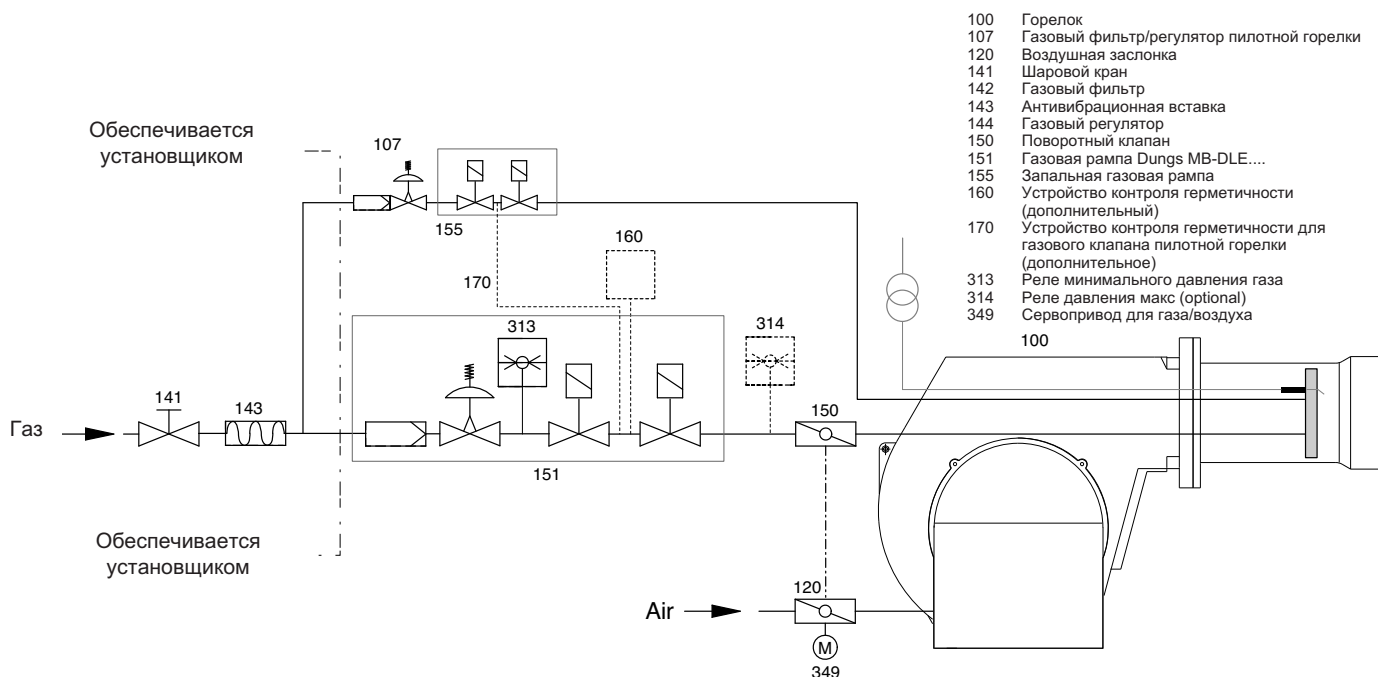 100 Горелок
107 Газовый фильтр/регулятор пилотной горелки
120 Воздушная заслонка
141 Шаровой кран
142 Газовый фильтр
143 Антивибрационная вставка
144 Газовый регулятор
150 Поворотный клапан
151 Газовая рампа Dungs MB-DLE....
155 Запальная газовая рампа
160 Устройство контроля герметичности
(дополнительный)
170 Устройство контроля герметичности для
газового клапана пилотной горелки
(дополнительное)
313 Реле минимального давления газа
314 Реле давления макс (optional)
349 Сервопривод для газа/воздуха
Обеспечивается
установщиком
107
155
160
170
313
314
100
141
143
150
Газ
151
Обеспечивается
установщиком
120
Air
M
349